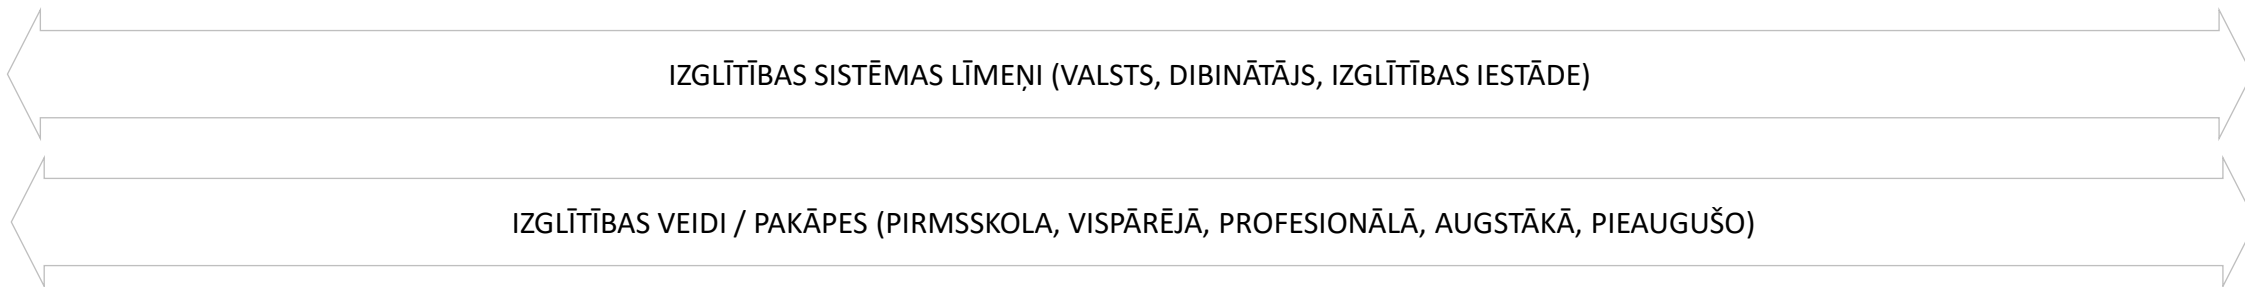 IZGLĪTĪBAS SISTĒMAS LĪMEŅI (VALSTS, DIBINĀTĀJS, IZGLĪTĪBAS IESTĀDE)
IZGLĪTĪBAS VEIDI / PAKĀPES (PIRMSSKOLA, VISPĀRĒJĀ, PROFESIONĀLĀ, AUGSTĀKĀ, PIEAUGUŠO)